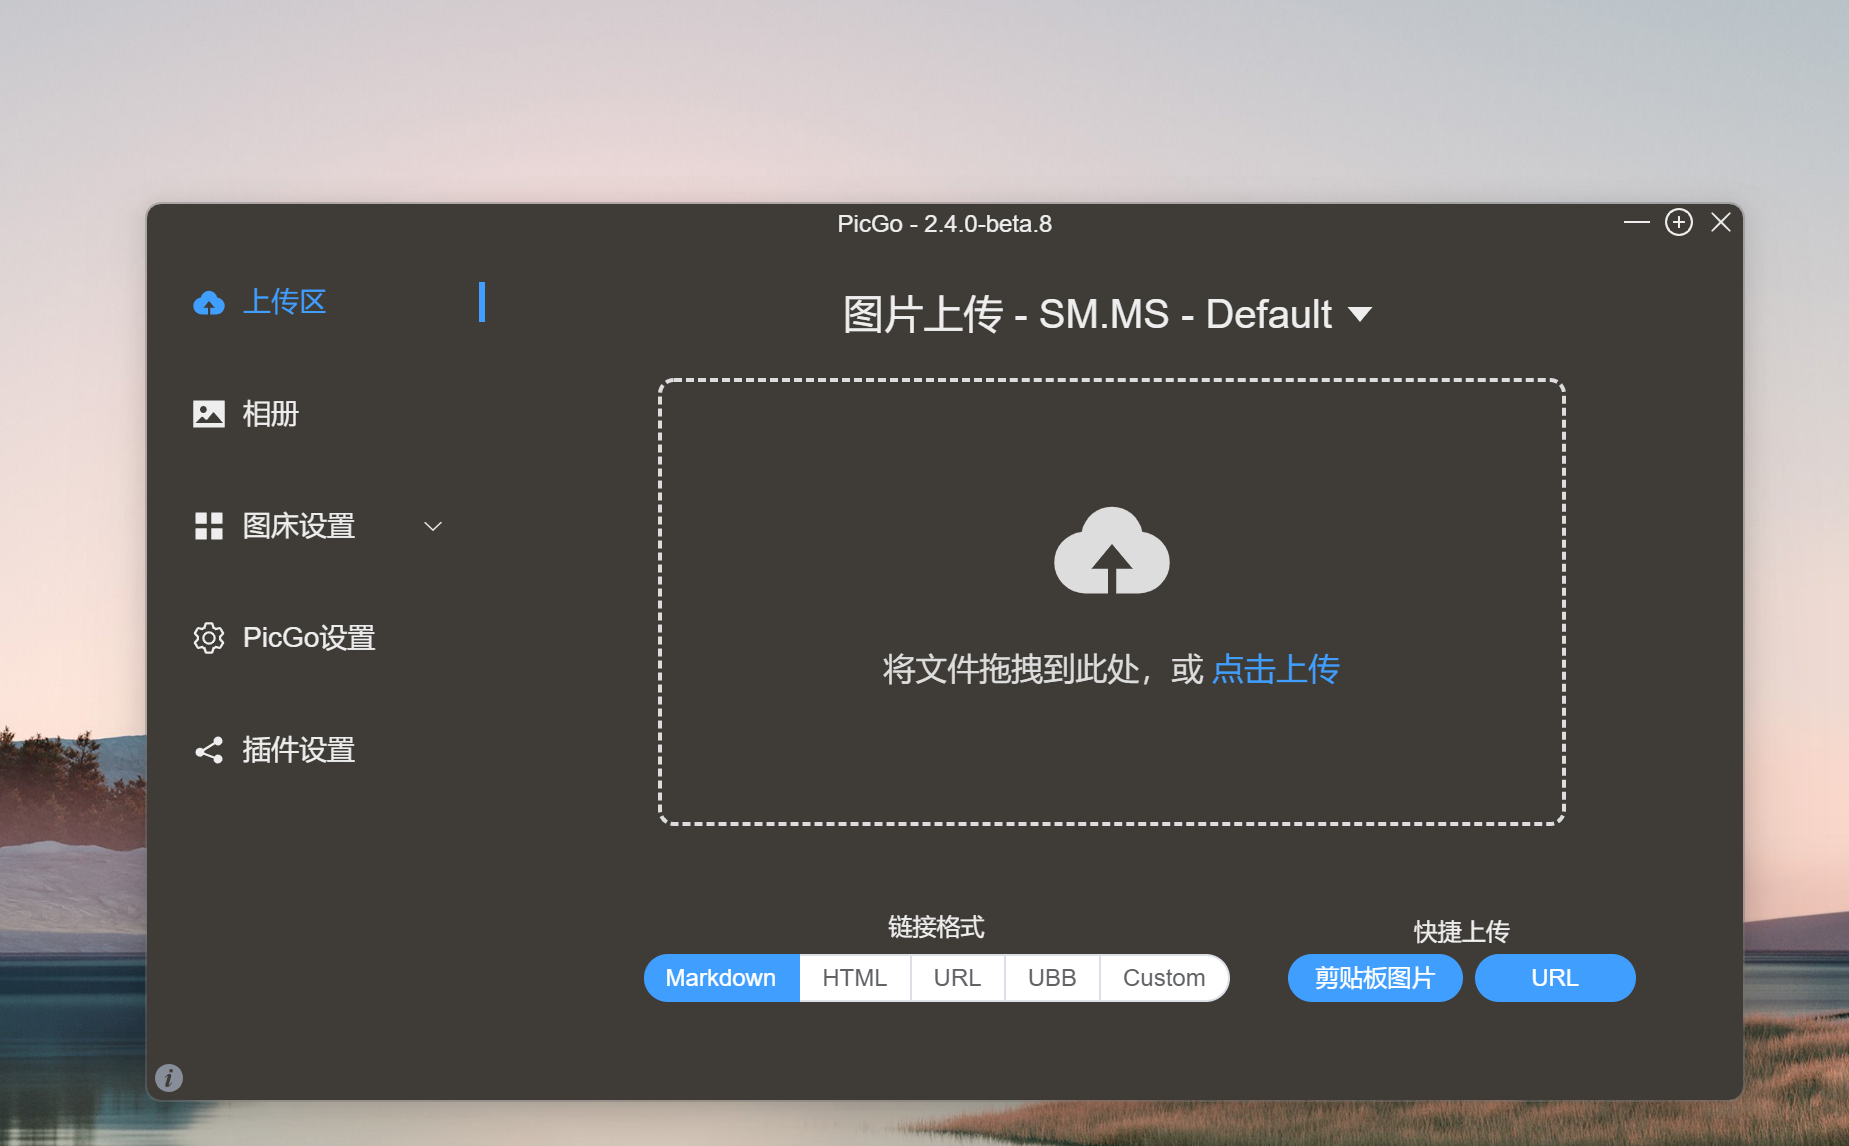 PicGo - 2.4.0-beta.8
上传区
相册
图床设置
PicGo设置
插件设置
图片上传 - SM.MS - Default
将文件拖拽到此处，或 点击上传
链接格式
Markdown HTML URL UBB Custom
快捷上传
剪贴板图片 URL
i